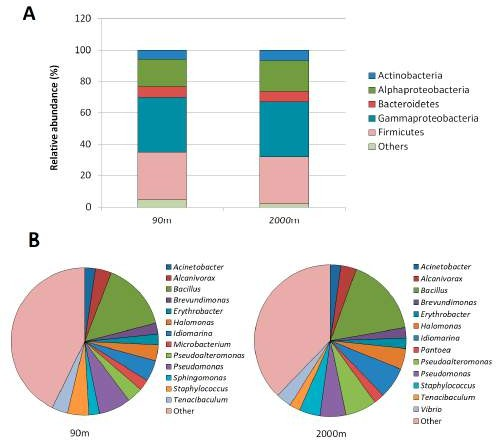 A
120
100
80
60
40
20
0
Relative abundance (%)
90m
2000m
Actinobacteria
Alphaproteobacteria
Bacteroidetes
Gammaproteobacteria
Firmicutes
Others
B
Acinetobacter
Alcanivorax
Bacillus
Brevundimonas
Erythrobacter
Halomonas
Idiomarina
Microbacterium
Pseudoalteromonas
Pseudomonas
Sphingomonas
Staphylococcus
Tenacibaculum
Other
90m
Acinetobacter
Alcanivorax
Bacillus
Brevundimonas
Erythrobacter
Halomonas
Idiomarina
Pantoea
Pseudoalteromonas
Pseudomonas
Staphylococcus
Tenacibaculum
Vibrio
Other
2000m